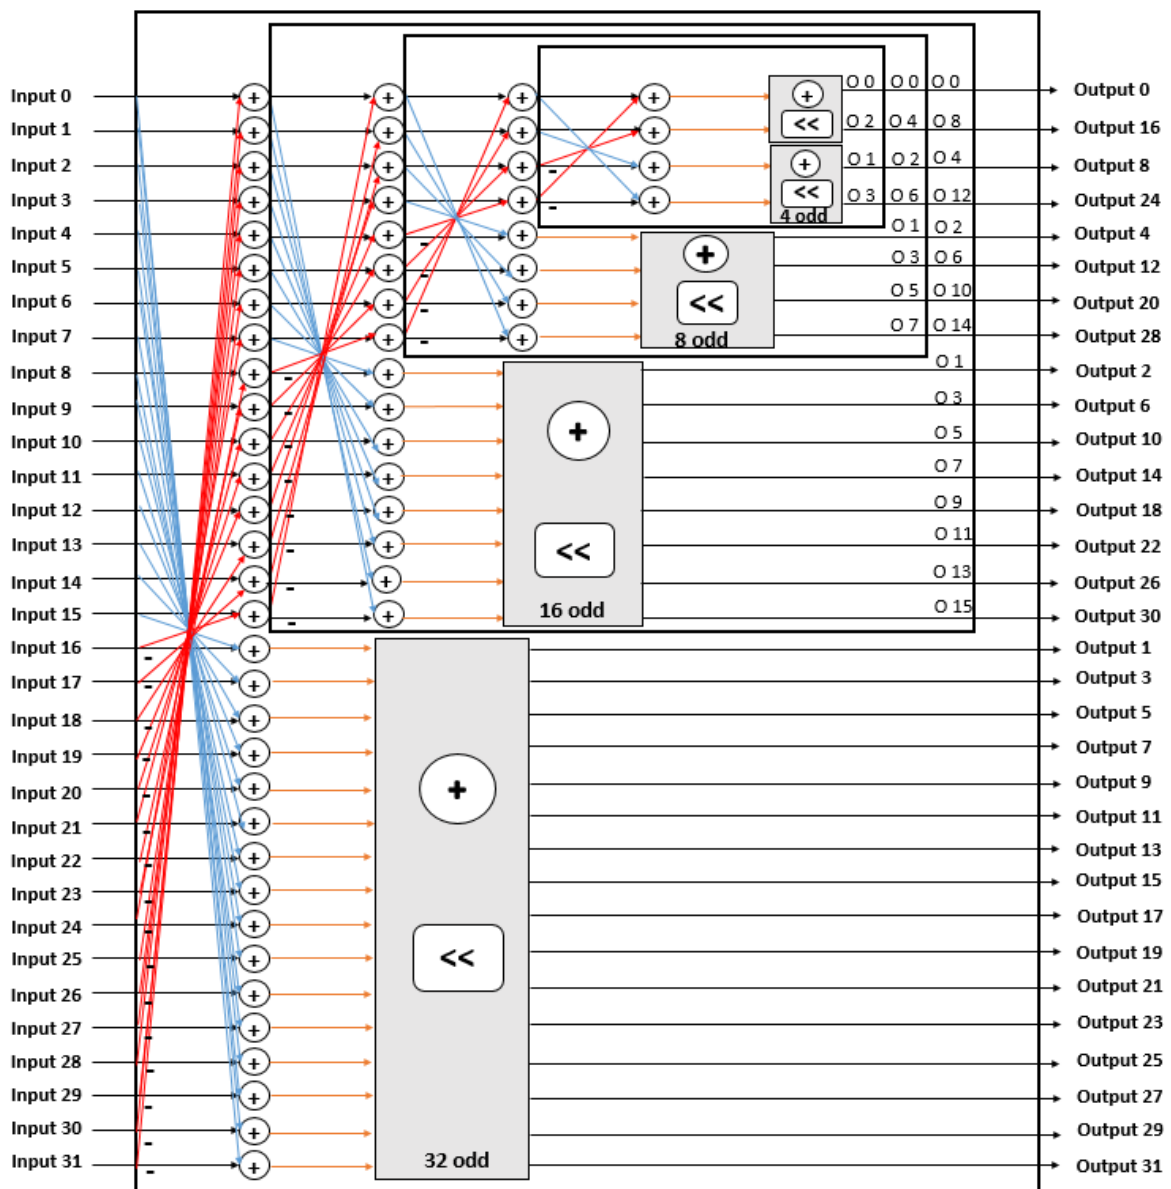 Input 0 + + + + + O 0 O 0 O 0 Output 0
Input 1 + + + + << O 2 O 4 O 8 Output 16
Input 2 + + + - + + O 1 O 2 O 4 Output 8
Input 3 + + + - + << O 3 O 6 O 12 Output 24
4 odd
Input 4 + + - + + O 1 O 2 Output 4
Input 5 + + - + O 3 O 6 Output 12
Input 6 + + - + << O 5 O 10 Output 20
Input 7 + + - + 8 odd O 7 O 14 Output 28
Input 8 + - + O 1 Output 2
Input 9 + - + + O 3 Output 6
Input 10 + - + O 5 Output 10
Input 11 + - + O 7 Output 14
Input 12 + - + O 9 Output 18
Input 13 + - + << O 11 Output 22
Input 14 + - + O 13 Output 26
Input 15 + - + 16 odd O 15 Output 30
Input 16 - + Output 1
Input 17 - + Output 3
Input 18 - + Output 5
Input 19 - + Output 7
Input 20 - + + Output 9
Input 21 - + Output 11
Input 22 - + Output 13
Input 23 - + Output 15
Input 24 - + Output 17
Input 25 - + << Output 19
Input 26 - + Output 21
Input 27 - + Output 23
Input 28 - + Output 25
Input 29 - + Output 27
Input 30 - + Output 29
Input 31 - + 32 odd Output 31